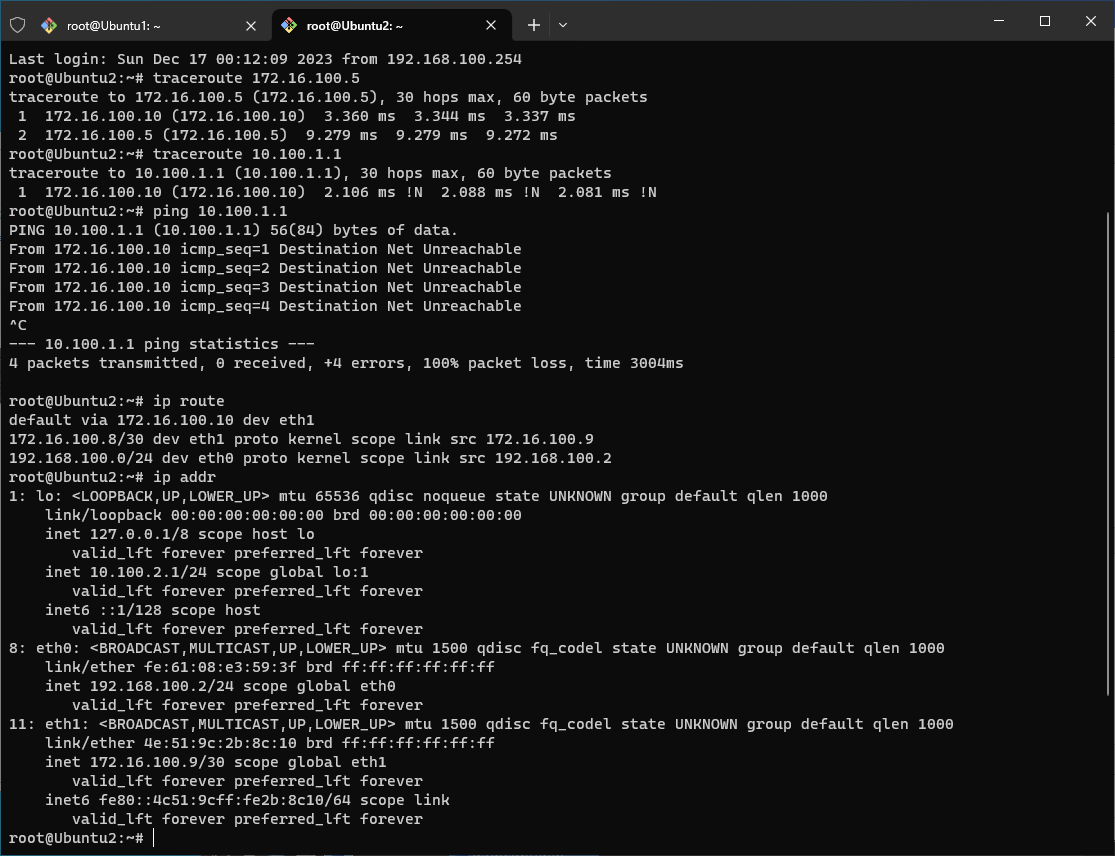 root@Ubuntu1: ~
root@Ubuntu2: ~
Last login: Sun Dec 17 00:12:09 2023 from 192.168.100.254
root@Ubuntu2:~# traceroute 172.16.100.5
traceroute to 172.16.100.5 (172.16.100.5), 30 hops max, 60 byte packets
 1  172.16.100.10 (172.16.100.10)  3.360 ms  3.344 ms  3.337 ms
 2  172.16.100.5 (172.16.100.5)  9.279 ms  9.279 ms  9.272 ms
root@Ubuntu2:~# traceroute 10.100.1.1
traceroute to 10.100.1.1 (10.100.1.1), 30 hops max, 60 byte packets
 1  172.16.100.10 (172.16.100.10)  2.106 ms !N  2.088 ms !N  2.081 ms !N
root@Ubuntu2:~# ping 10.100.1.1
PING 10.100.1.1 (10.100.1.1) 56(84) bytes of data.
From 172.16.100.10 icmp_seq=1 Destination Net Unreachable
From 172.16.100.10 icmp_seq=2 Destination Net Unreachable
From 172.16.100.10 icmp_seq=3 Destination Net Unreachable
From 172.16.100.10 icmp_seq=4 Destination Net Unreachable
^C
--- 10.100.1.1 ping statistics ---
4 packets transmitted, 0 received, +4 errors, 100% packet loss, time 3004ms

root@Ubuntu2:~# ip route
default via 172.16.100.10 dev eth1
172.16.100.8/30 dev eth1 proto kernel scope link src 172.16.100.9
192.168.100.0/24 dev eth0 proto kernel scope link src 192.168.100.2
root@Ubuntu2:~# ip addr
1: lo: <LOOPBACK,UP,LOWER_UP> mtu 65536 qdisc noqueue state UNKNOWN group default qlen 1000
    link/loopback 00:00:00:00:00:00 brd 00:00:00:00:00:00
    inet 127.0.0.1/8 scope host lo
       valid_lft forever preferred_lft forever
    inet 10.100.2.1/24 scope global lo:1
       valid_lft forever preferred_lft forever
    inet6 ::1/128 scope host
       valid_lft forever preferred_lft forever
8: eth0: <BROADCAST,MULTICAST,UP,LOWER_UP> mtu 1500 qdisc fq_codel state UNKNOWN group default qlen 1000
    link/ether fe:61:08:e3:59:3f brd ff:ff:ff:ff:ff:ff
    inet 192.168.100.2/24 scope global eth0
       valid_lft forever preferred_lft forever
11: eth1: <BROADCAST,MULTICAST,UP,LOWER_UP> mtu 1500 qdisc fq_codel state UNKNOWN group default qlen 1000
    link/ether 4e:51:9c:2b:8c:10 brd ff:ff:ff:ff:ff:ff
    inet 172.16.100.9/30 scope global eth1
       valid_lft forever preferred_lft forever
    inet6 fe80::4c51:9cff:fe2b:8c10/64 scope link
       valid_lft forever preferred_lft forever
root@Ubuntu2:~#